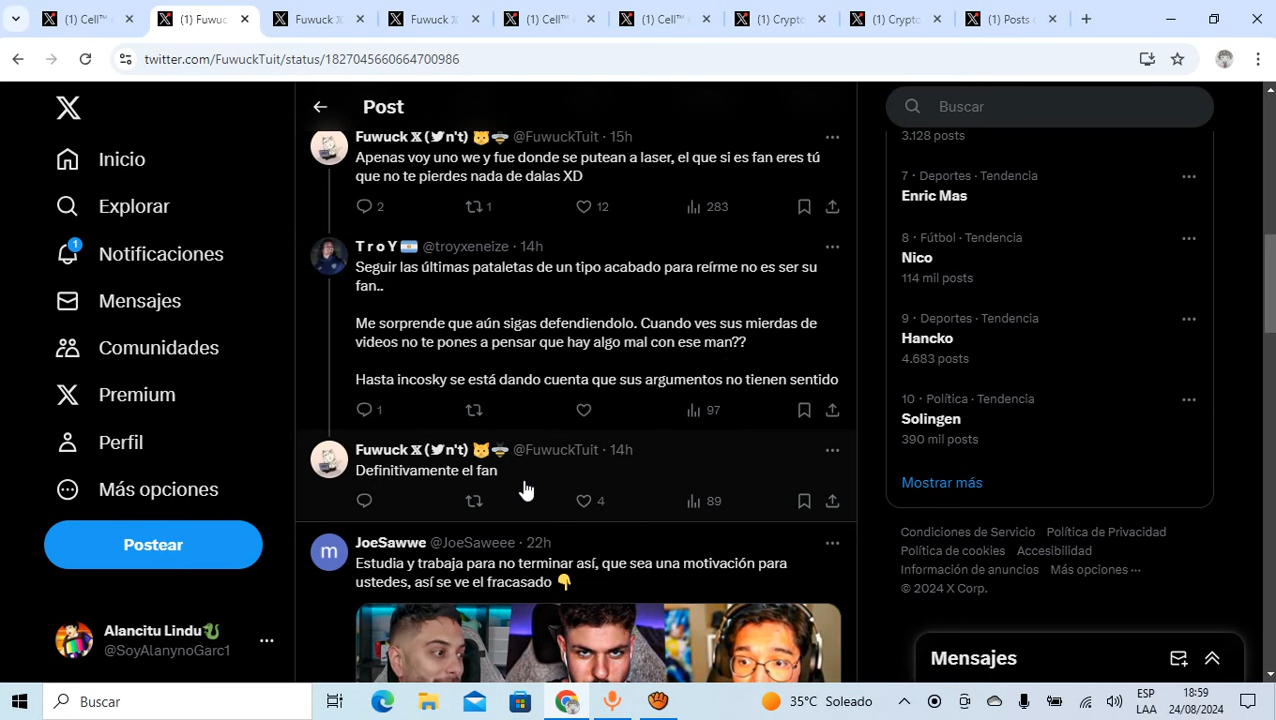 (1) Cell™
(1) Fuwuc
Fuwuck X
Fuwuck X
(1) Cell™
(1) Cell™
(1) Crypto
(1) Crypto
(1) Posts
twitter.com/FuwuckTuit/status/1827045660664700986
Inicio
Explorar
1
Notificaciones
Mensajes
Comunidades
Premium
Perfil
Más opciones
Postear
Alancitu Lindu🐍
@SoyAlanynoGarc1
Post
Fuwuck 𝕏 (🐦n't) 🐱🐝 @FuwuckTuit · 15h
Apenas voy uno we y fue donde se putean a laser, el que si es fan eres tú
que no te pierdes nada de dalas XD
2 1 12 283
T r o Y 🇦🇷 @troyxeneize · 14h
Seguir las últimas pataletas de un tipo acabado para reírme no es ser su
fan..
Me sorprende que aún sigas defendiendolo. Cuando ves sus mierdas de
videos no te pones a pensar que hay algo mal con ese man??
Hasta incosky se está dando cuenta que sus argumentos no tienen sentido
1 97
Fuwuck 𝕏 (🐦n't) 🐱🐝 @FuwuckTuit · 14h
Definitivamente el fan
4 89
m
JoeSawwe @JoeSaweee · 22h
Estudia y trabaja para no terminar así, que sea una motivación para
ustedes, así se ve el fracasado 👇
Buscar
3.128 posts
7 · Deportes · Tendencia
Enric Mas
8 · Fútbol · Tendencia
Nico
114 mil posts
9 · Deportes · Tendencia
Hancko
4.683 posts
10 · Política · Tendencia
Solingen
390 mil posts
Mostrar más
Condiciones de Servicio Política de Privacidad
Política de cookies Accesibilidad
Información de anuncios Más opciones ···
© 2024 X Corp.
Mensajes
Buscar
35°C Soleado
ESP
LAA
18:59
24/08/2024